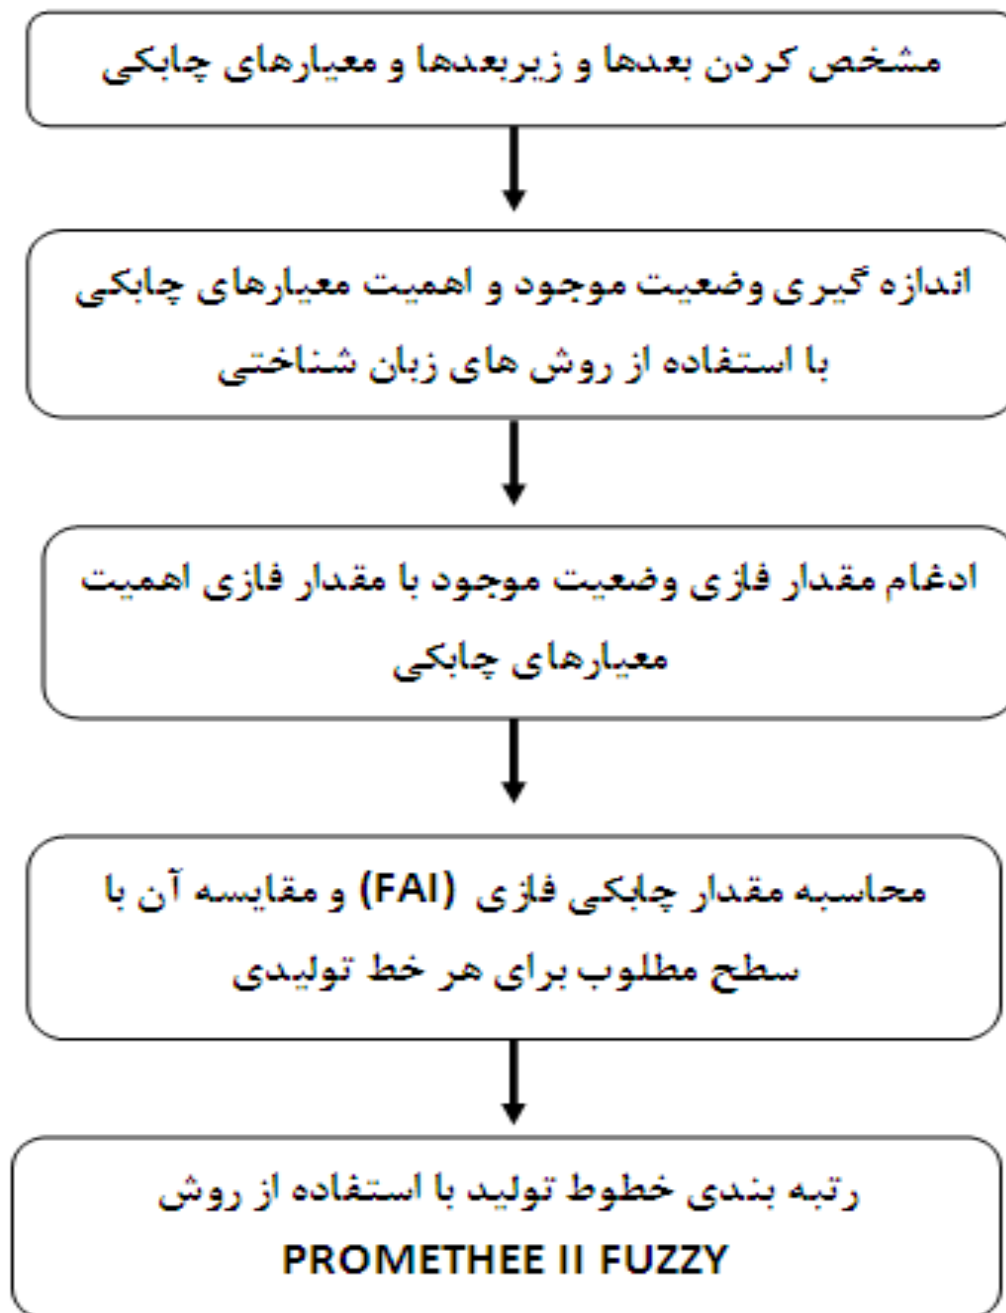 مشخص کردن بعدها و زیربعدها و معیارهای چابکی
اندازه گیری وضعیت موجود و اهمیت معیارهای چابکی
با استفاده از روش های زبان شناختی
ادغام مقدار فازی وضعیت موجود با مقدار فازی اهمیت
معیارهای چابکی
محاسبه مقدار چابکی فازی (FAI) و مقایسه آن با
سطح مطلوب برای هر خط تولیدی
رتبه بندی خطوط تولید با استفاده از روش
PROMETHEE II FUZZY